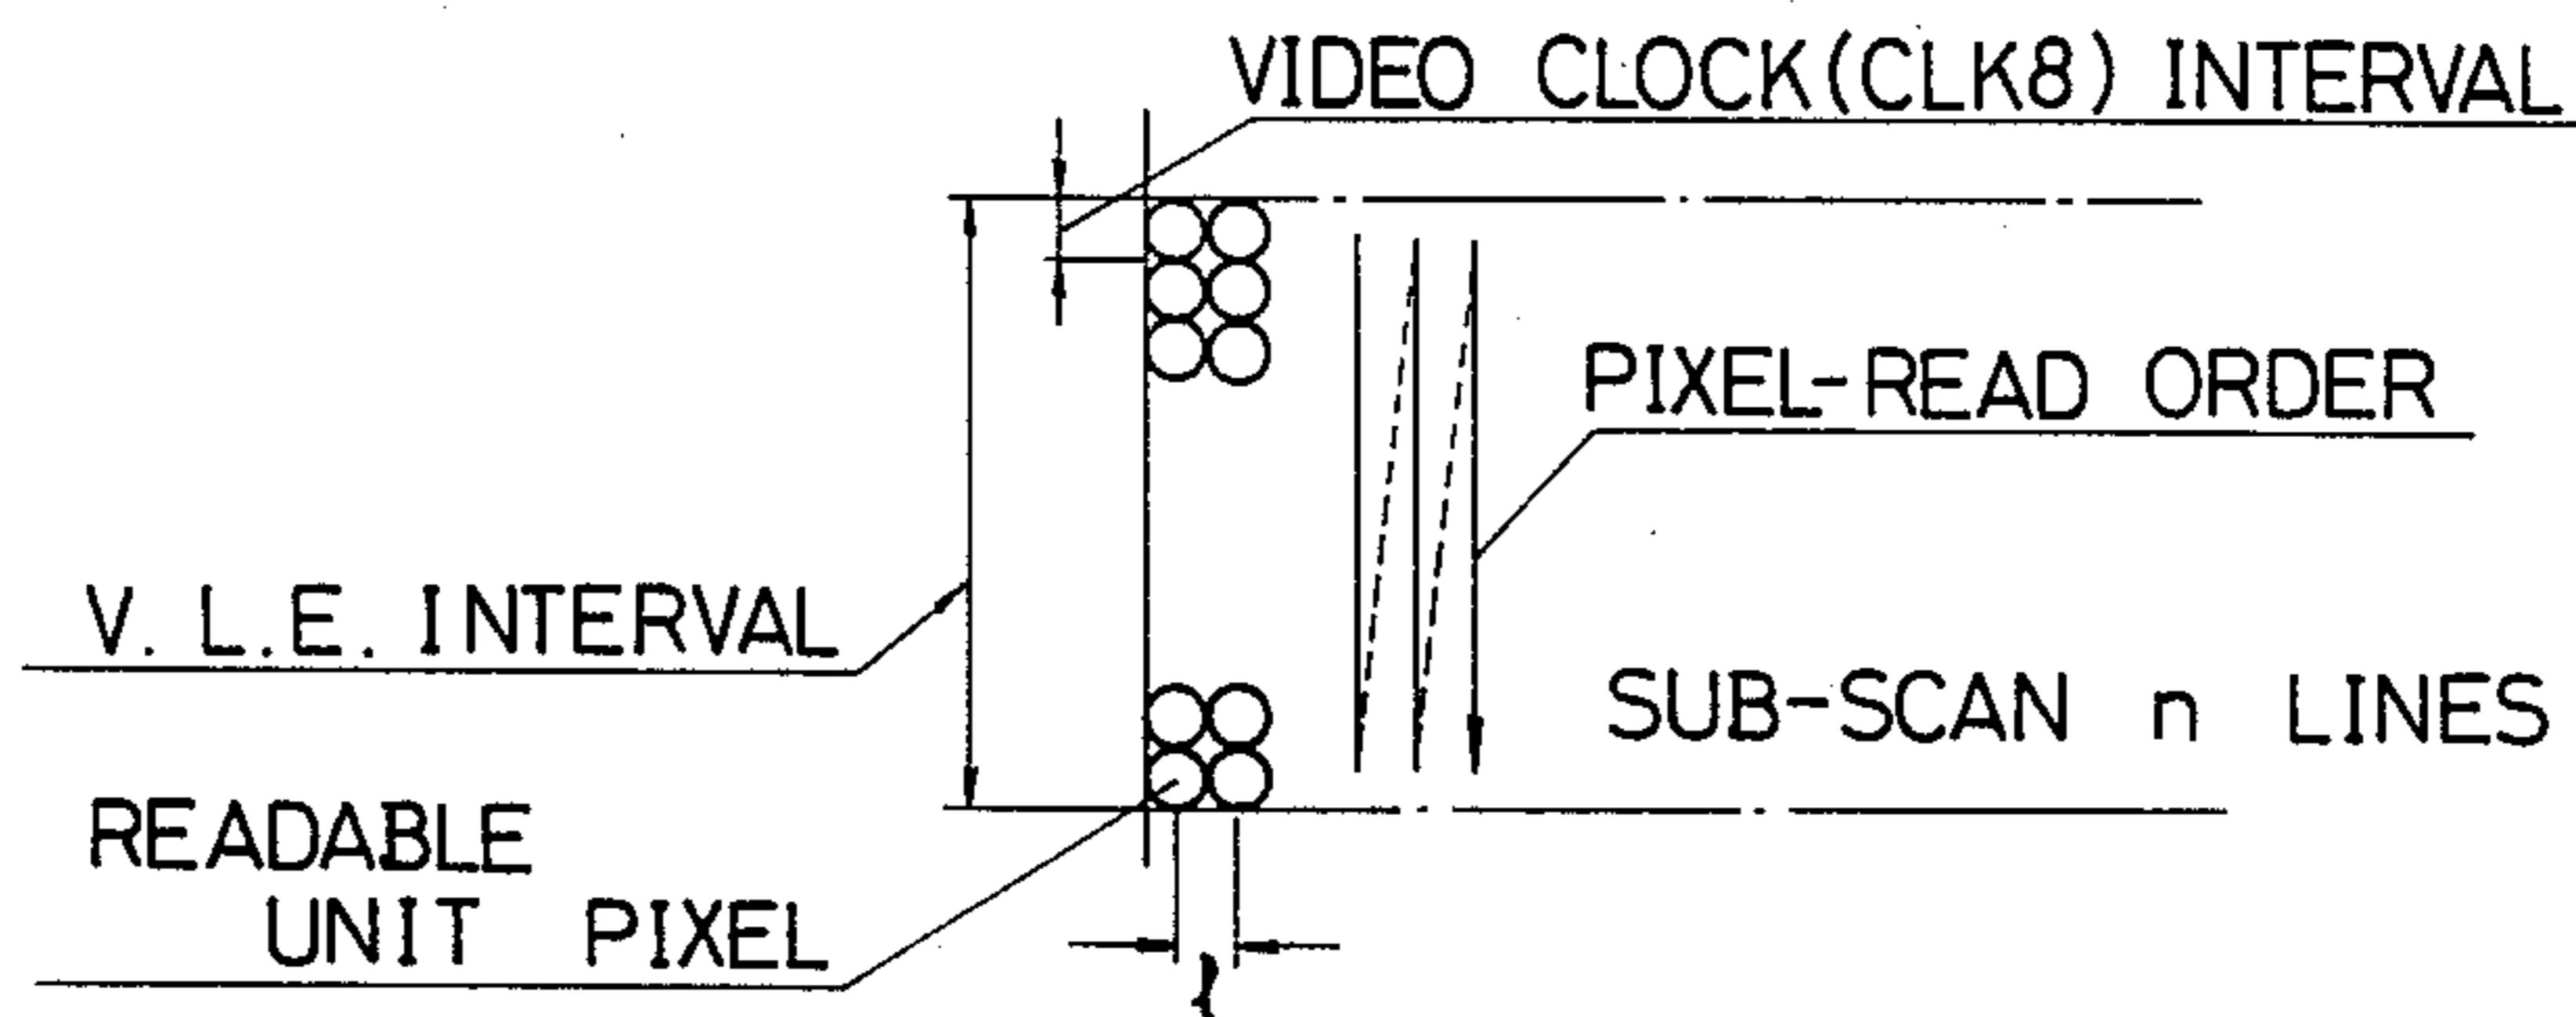 VIDEO CLOCK(CLK8) INTERVAL
PIXEL-READ ORDER
V. L.E. INTERVAL
SUB-SCAN n LINES
READABLE
UNIT PIXEL